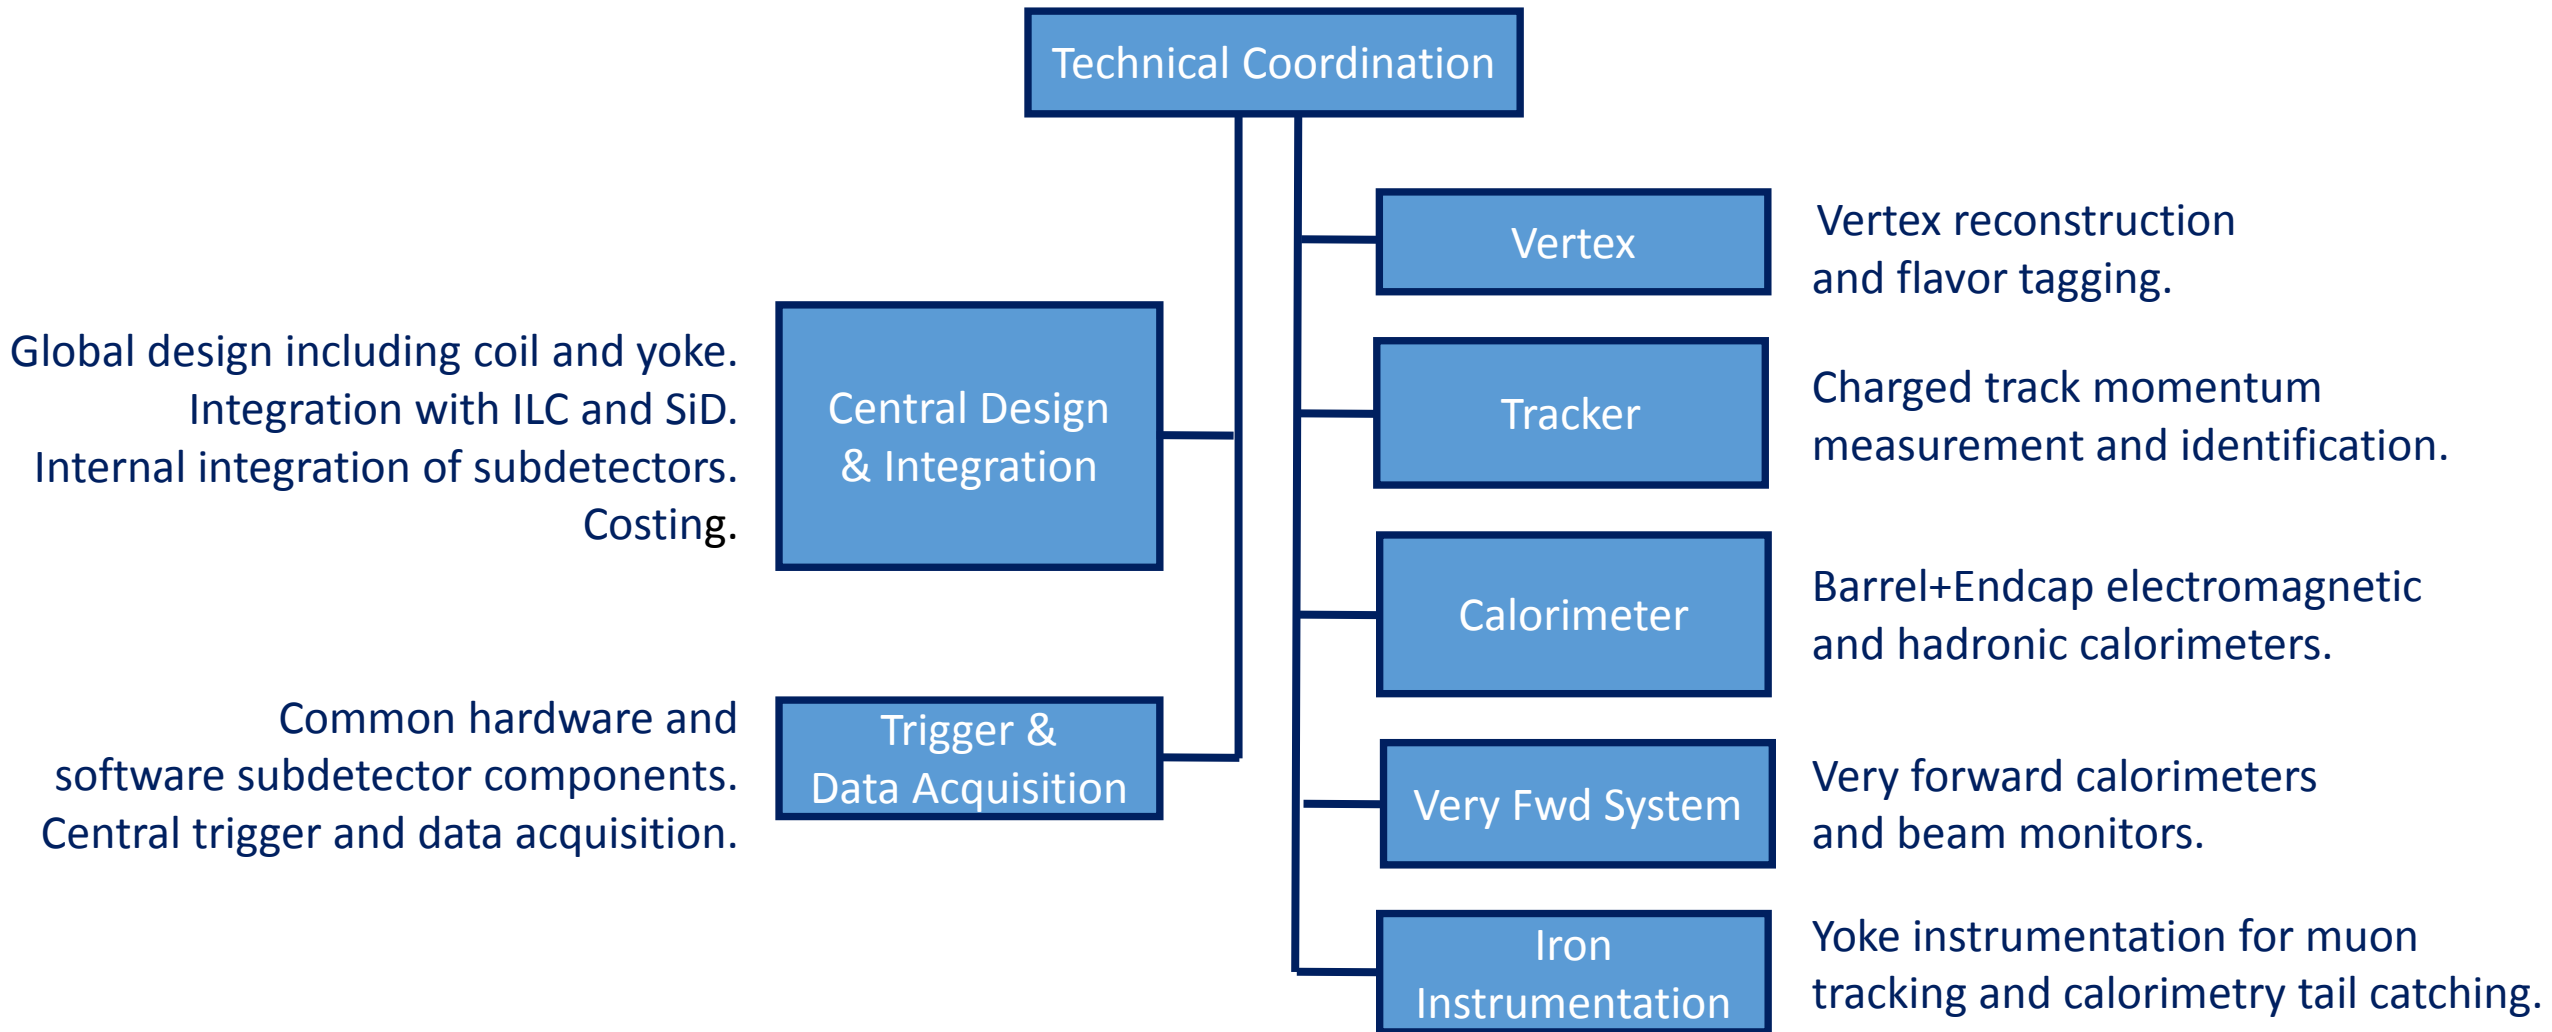 Technical Coordination
Global design including coil and yoke.
Integration with ILC and SiD.
Internal integration of subdetectors.
Costing.
Central Design
& Integration
Common hardware and
software subdetector components.
Central trigger and data acquisition.
Trigger &
Data Acquisition
Vertex
Vertex reconstruction
and flavor tagging.
Tracker
Charged track momentum
measurement and identification.
Calorimeter
Barrel+Endcap electromagnetic
and hadronic calorimeters.
Very Fwd System
Very forward calorimeters
and beam monitors.
Iron
Instrumentation
Yoke instrumentation for muon
tracking and calorimetry tail catching.